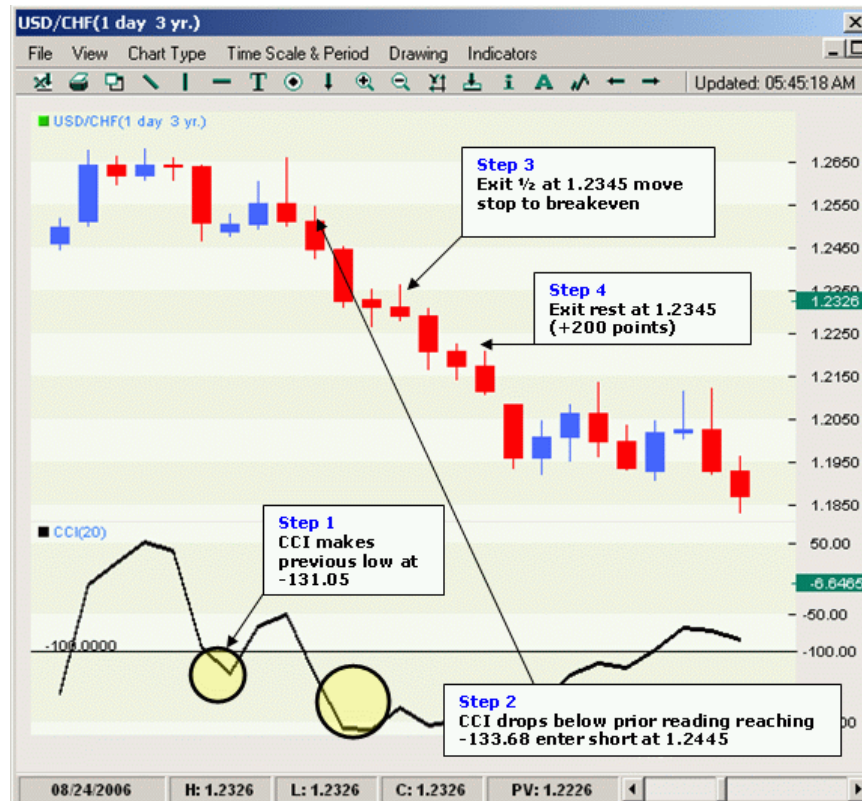 USD/CHF(1 day 3 yr.)
File View Chart Type Time Scale & Period Drawing Indicators
T i A Updated: 05:45:18 AM
USD/CHF(1 day 3 yr.)
1.2650
Step 3
Exit ½ at 1.2345 move
stop to breakeven
1.2550
1.2450
1.2350
1.2326
Step 4
Exit rest at 1.2345
(+200 points)
1.2250
1.2150
1.2050
1.1950
1.1850
CCI(20)
Step 1
CCI makes
previous low at
-131.05
50.00
-6.6465
-50.00
-100.0000
-100.00
Step 2
CCI drops below prior reading reaching
-133.68 enter short at 1.2445
08/24/2006 H: 1.2326 L: 1.2326 C: 1.2326 PV: 1.2226